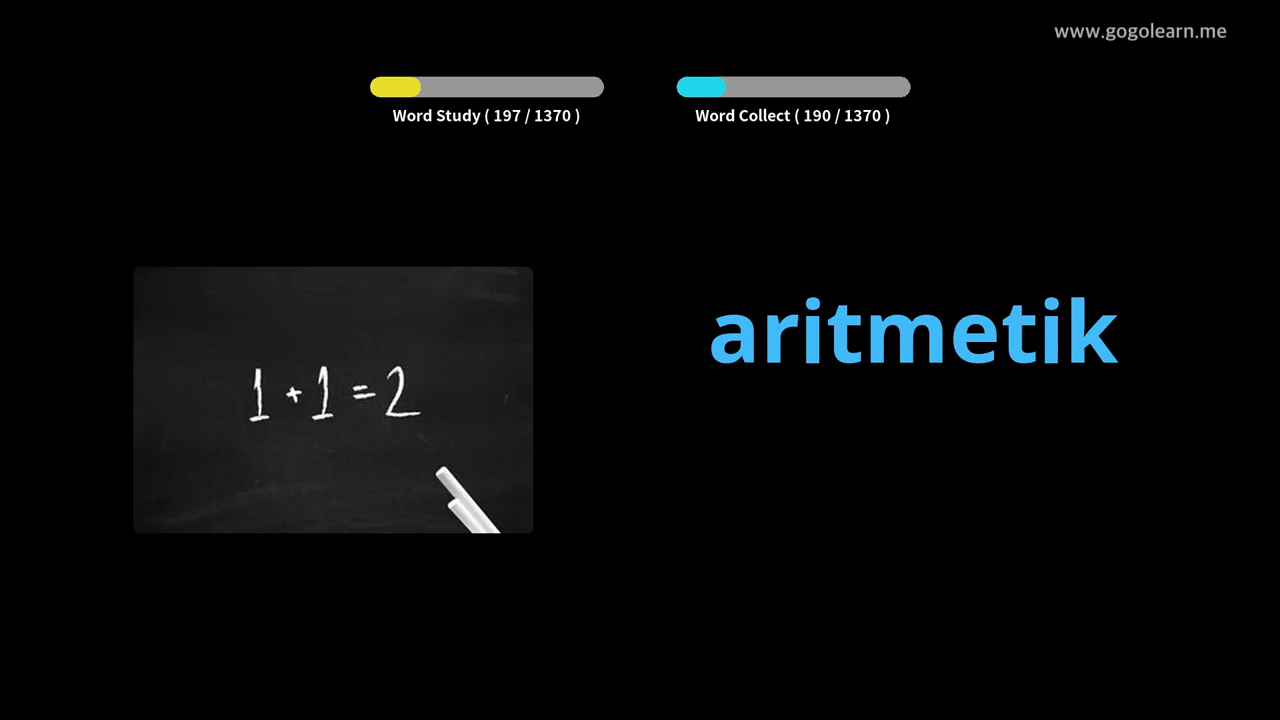 www.gogolearn.me
Word Study ( 197 / 1370 )
Word Collect ( 190 / 1370 )
aritmetik
1 + 1 = 2